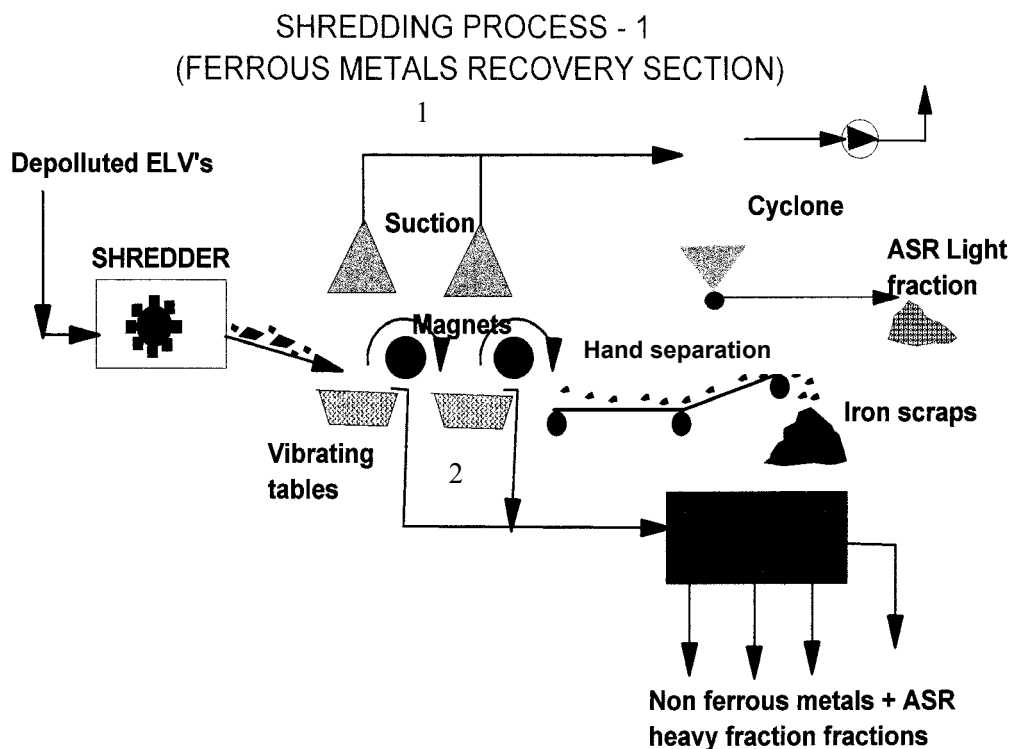 SHREDDING PROCESS - 1
(FERROUS METALS RECOVERY SECTION)
1
Depolluted ELV's
Suction
Cyclone
SHREDDER
ASR Light
fraction
Magnets
Hand separation
Iron scraps
Vibrating
tables
2
Non ferrous metals + ASR
heavy fraction fractions